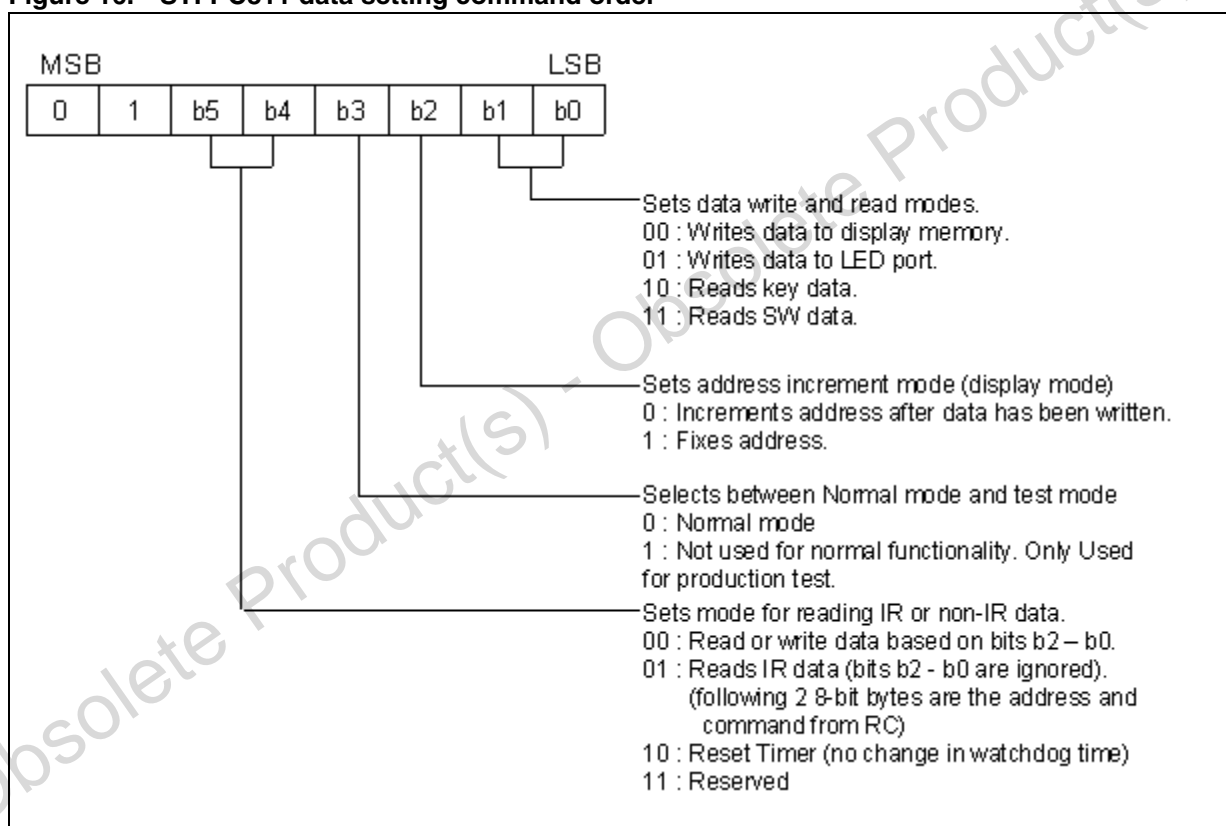 MSB LSB
0 1 b5 b4 b3 b2 b1 b0
Sets data write and read modes.
00 : Writes data to display memory.
01 : Writes data to LED port.
10 : Reads key data.
11 : Reads SW data.
Sets address increment mode (display mode)
0 : Increments address after data has been written.
1 : Fixes address.
Selects between Normal mode and test mode
0 : Normal mode
1 : Not used for normal functionality. Only Used
for production test.
Sets mode for reading IR or non-IR data.
00 : Read or write data based on bits b2 – b0.
01 : Reads IR data (bits b2 - b0 are ignored).
(following 2 8-bit bytes are the address and
command from RC)
10 : Reset Timer (no change in watchdog time)
11 : Reserved
Obsolete Product(s) - Obsolete Product(s)